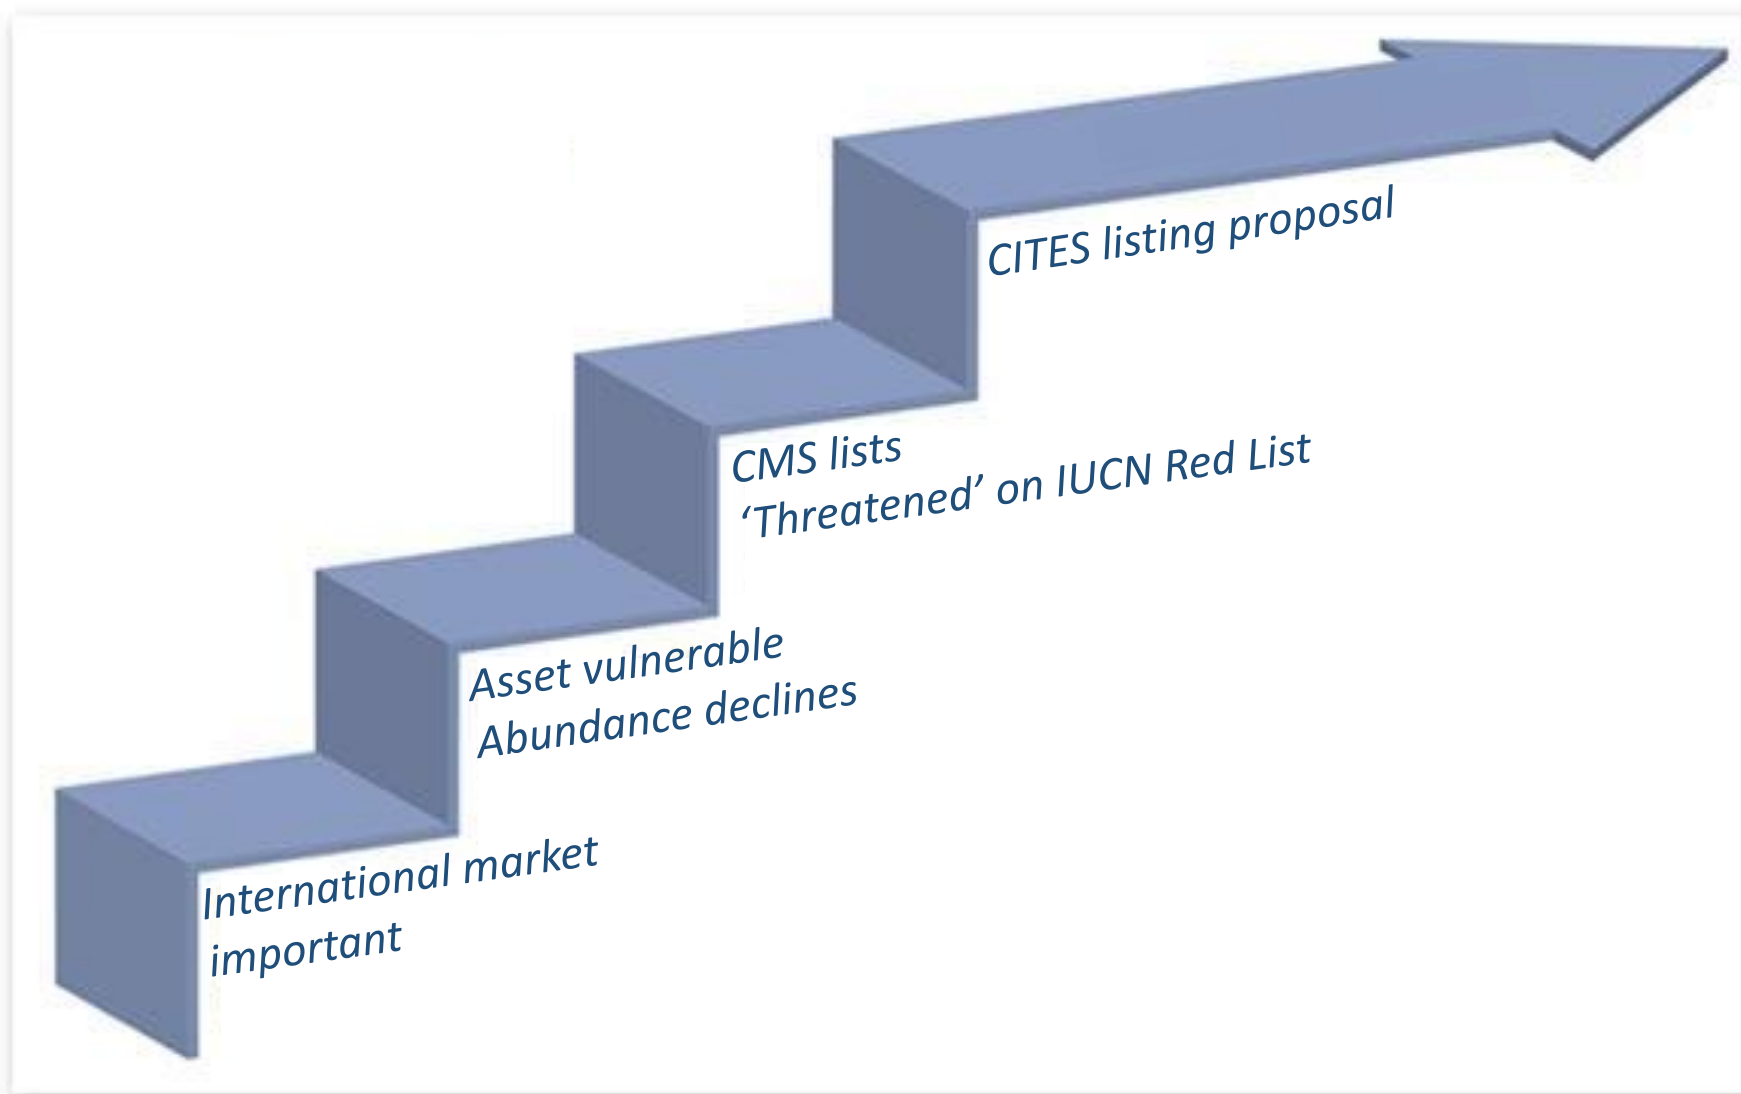 CITES listing proposal
CMS lists
‘Threatened’ on IUCN Red List
Asset vulnerable
Abundance declines
International market
important